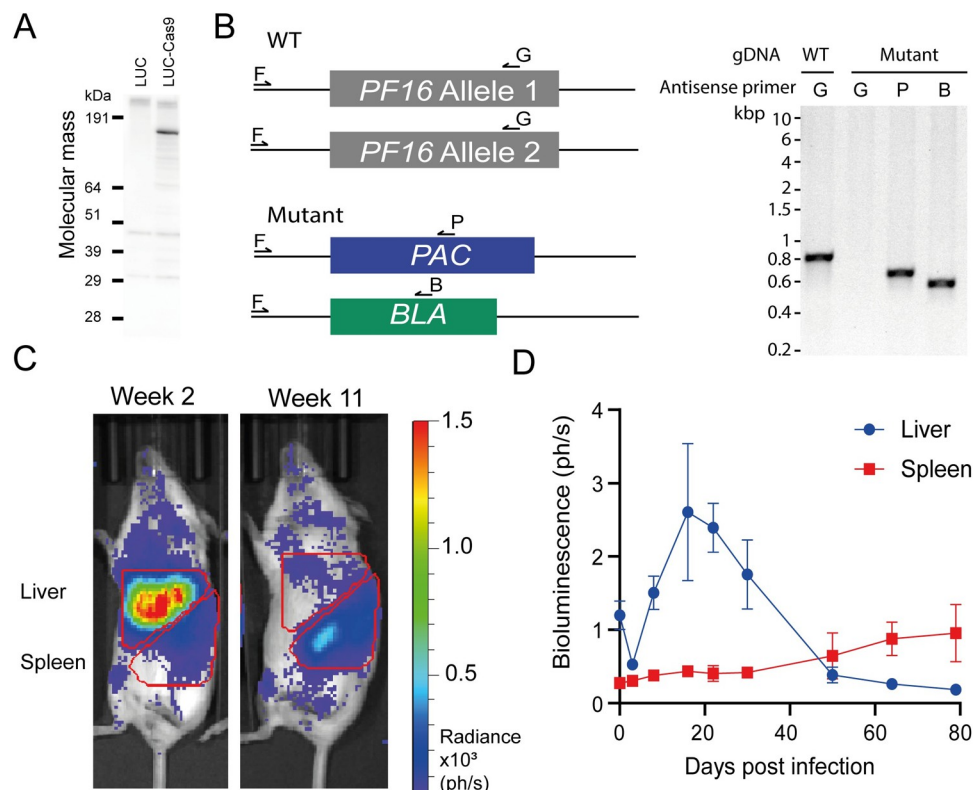 A
LUC
LUC-Cas9
kDa
191
64
51
39
29
28
Molecular mass
B
WT
F
G
PF16 Allele 1
F
G
PF16 Allele 2
Mutant
F
P
PAC
F
B
BLA
gDNA WT Mutant
Antisense primer G G P B
kbp
10
6
4
2
1.5
1
0.8
0.6
0.4
0.2
C
Week 2 Week 11
Liver
Spleen
1.5
1.0
0.5
Radiance
x10³
(ph/s)
D
Bioluminescence (ph/s)
4
3
2
1
0
Liver
Spleen
0 20 40 60 80
Days post infection